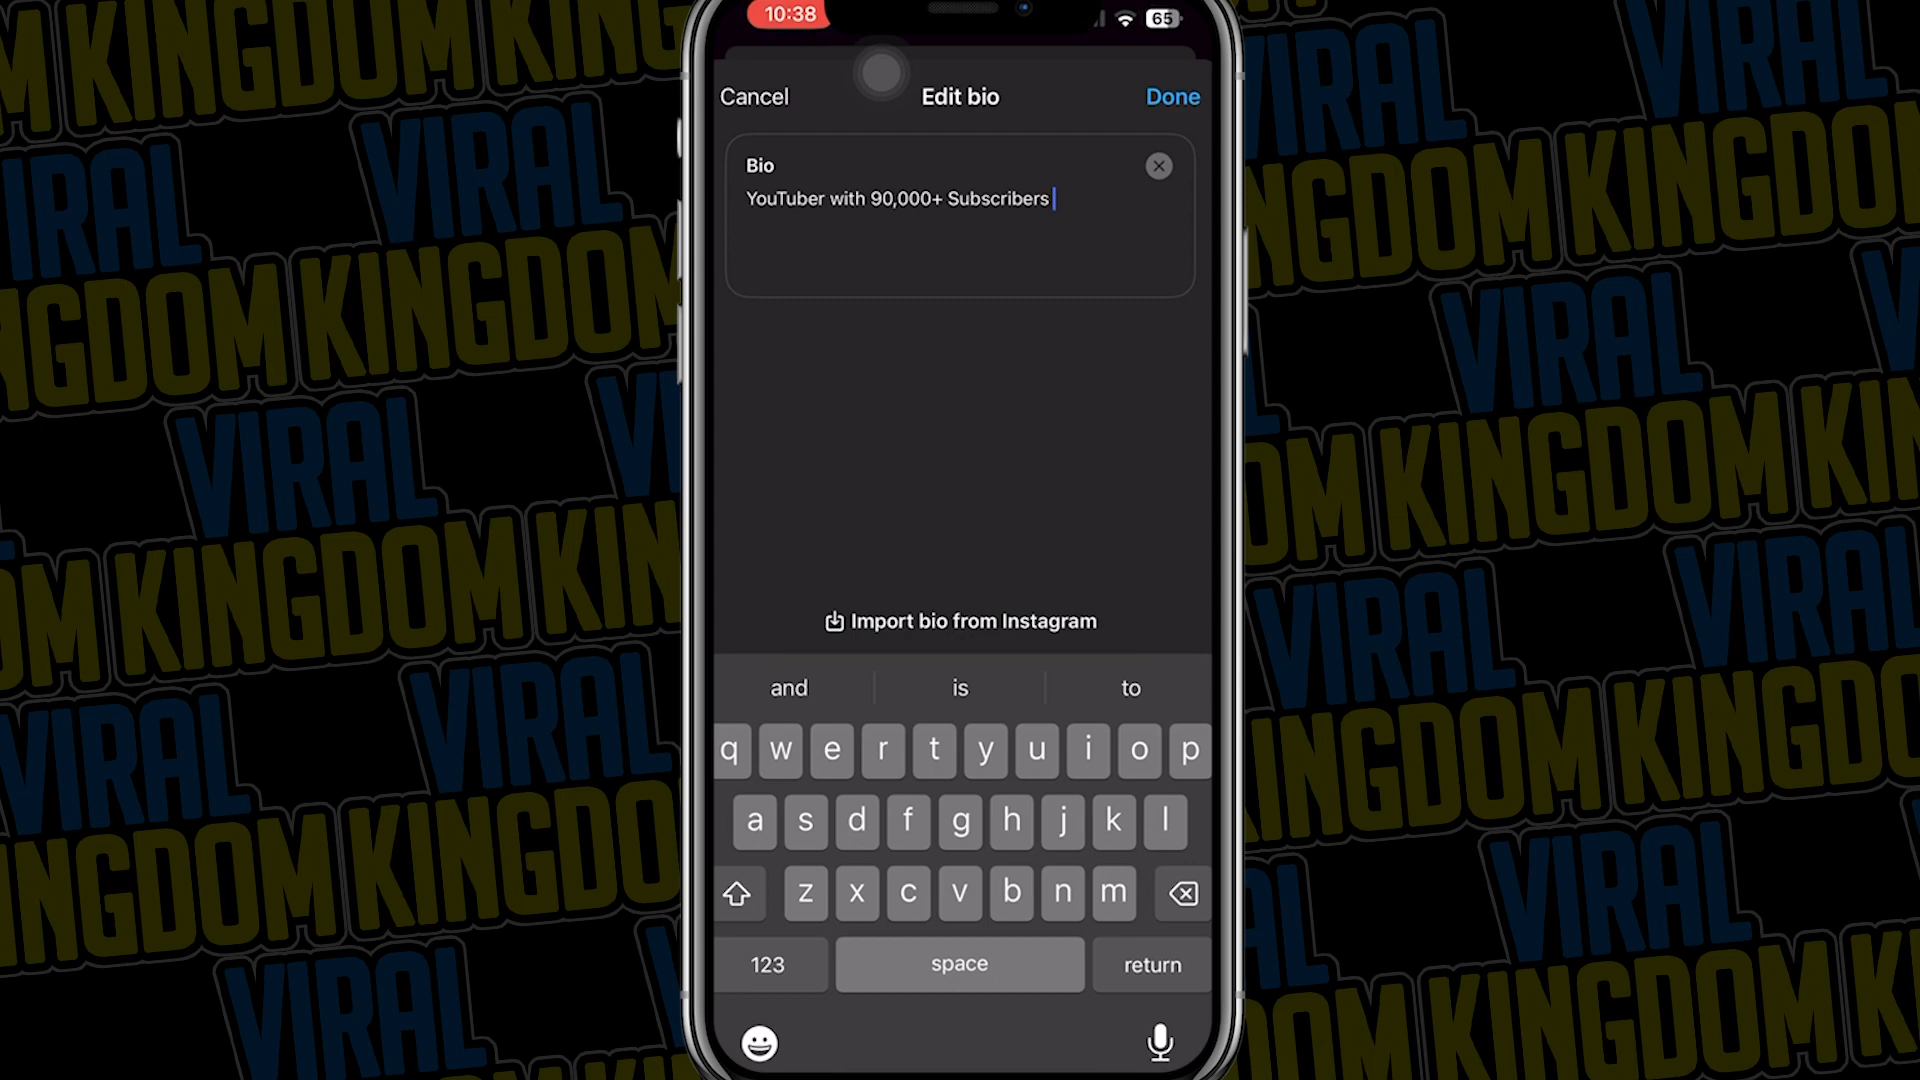 10:38
65
Cancel
Edit bio
Done
Bio
YouTuber with 90,000+ Subscribers
Import bio from Instagram
and is to
q w e r t y u i o p
a s d f g h j k l
z x c v b n m
123 space return
VIRAL KINGDOM